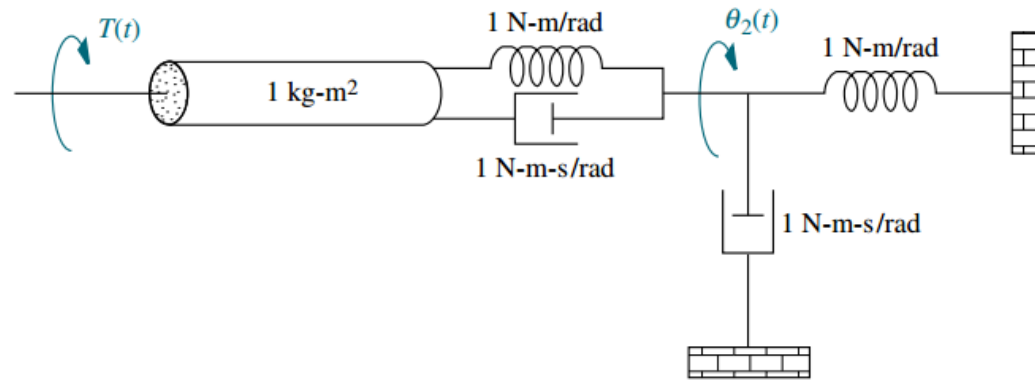 T(t)
1 kg-m²
1 N-m/rad
1 N-m-s/rad
θ₂(t)
1 N-m/rad
1 N-m-s/rad